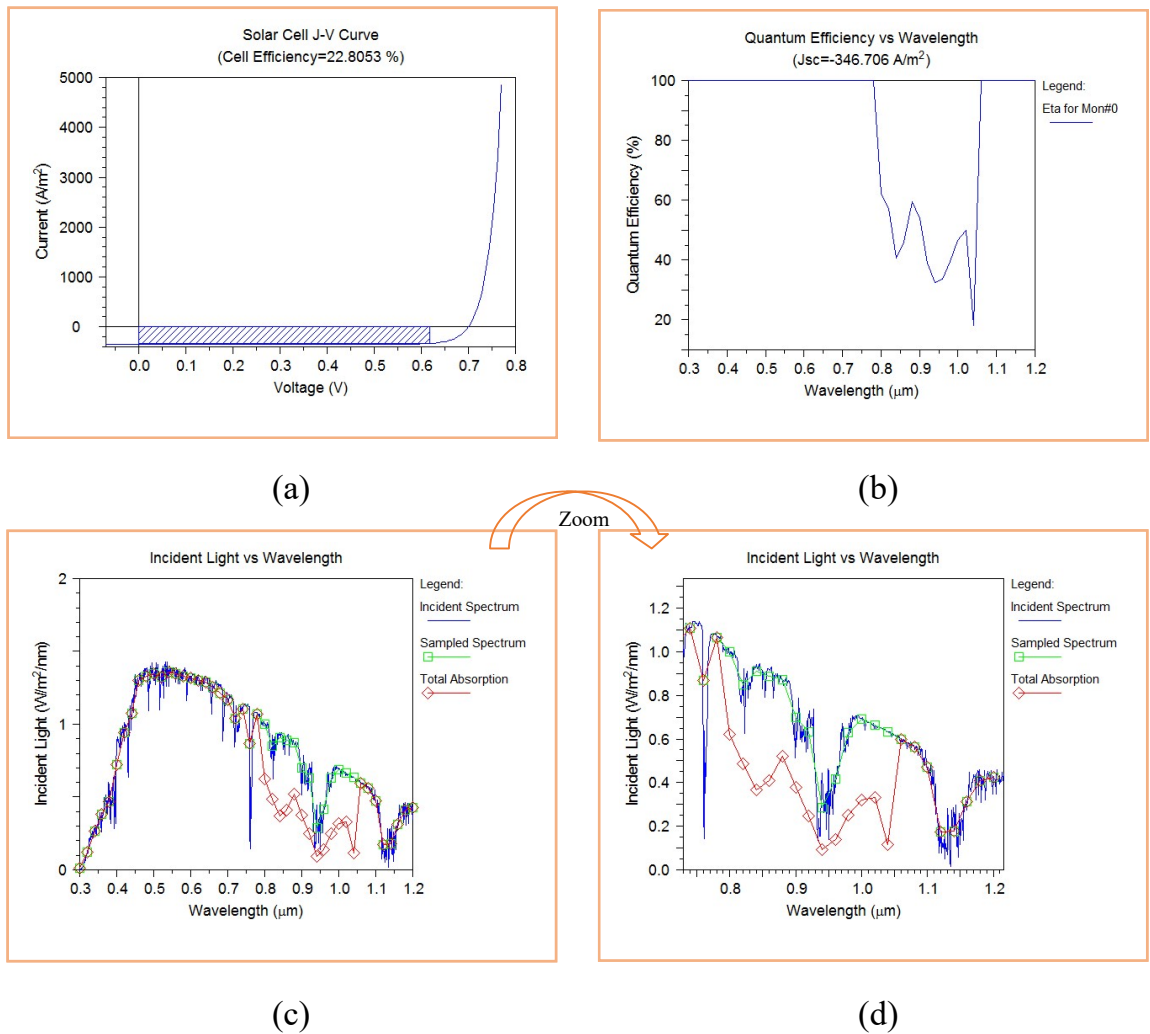 Solar Cell J-V Curve
(Cell Efficiency=22.8053 %)
5000
4000
3000
2000
1000
0
Current (A/m²)
0.0 0.1 0.2 0.3 0.4 0.5 0.6 0.7 0.8
Voltage (V)
(a)
Quantum Efficiency vs Wavelength
(Jsc=-346.706 A/m²)
100
80
60
40
20
Quantum Efficiency (%)
0.3 0.4 0.5 0.6 0.7 0.8 0.9 1.0 1.1 1.2
Wavelength (μm)
Legend:
Eta for Mon#0
(b)
Zoom
Incident Light vs Wavelength
2
1
0
Incident Light (W/m²/nm)
0.3 0.4 0.5 0.6 0.7 0.8 0.9 1.0 1.1 1.2
Wavelength (μm)
Legend:
Incident Spectrum
Sampled Spectrum
Total Absorption
(c)
Incident Light vs Wavelength
1.2
1.0
0.8
0.6
0.4
0.2
0.0
Incident Light (W/m²/nm)
0.8 0.9 1.0 1.1 1.2
Wavelength (μm)
Legend:
Incident Spectrum
Sampled Spectrum
Total Absorption
(d)